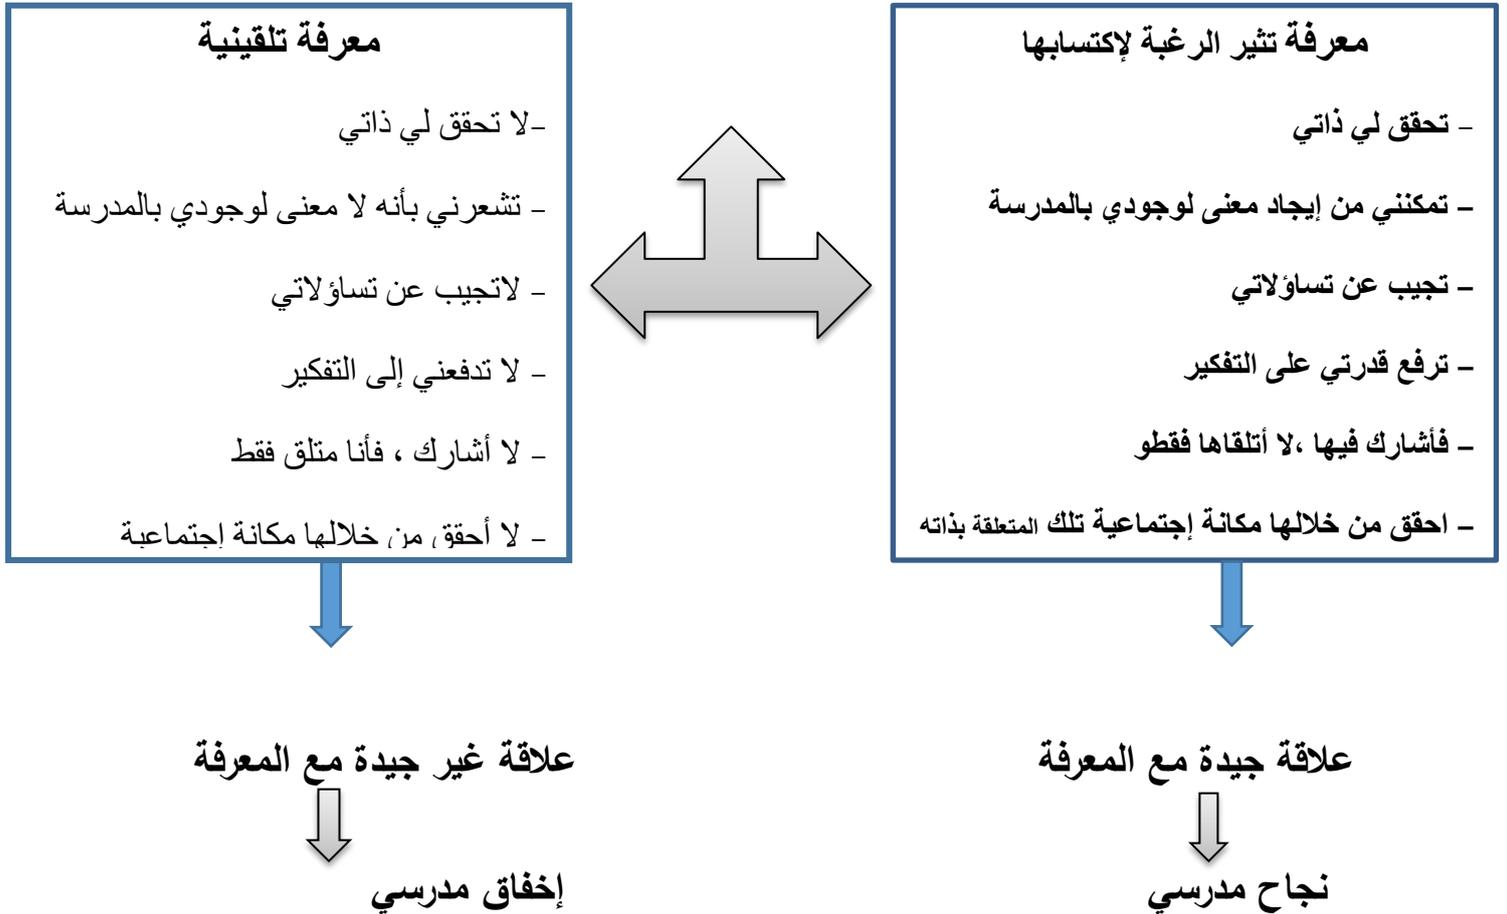 معرفة تثير الرغبة لإكتسابها
- تحقق لي ذاتي
- تمكنني من إيجاد معنى لوجودي بالمدرسة
- تجيب عن تساؤلاتي
- ترفع قدرتي على التفكير
- فأشارك فيها ،لا أتلقاها فقطو
- احقق من خلالها مكانة إجتماعية تلك المتعلقة بذاته
معرفة تلقينية
-لا تحقق لي ذاتي
- تشعرني بأنه لا معنى لوجودي بالمدرسة
- لاتجيب عن تساؤلاتي
- لا تدفعني إلى التفكير
- لا أشارك ، فأنا متلق فقط
- لا أحقق من خلالها مكانة إجتماعية
علاقة جيدة مع المعرفة
علاقة غير جيدة مع المعرفة
نجاح مدرسي
إخفاق مدرسي